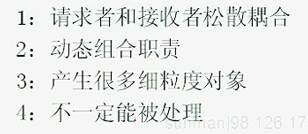 1：请求者和接收者松散耦合
2：动态组合职责
3：产生很多细粒度对象
4：不一定能被处理